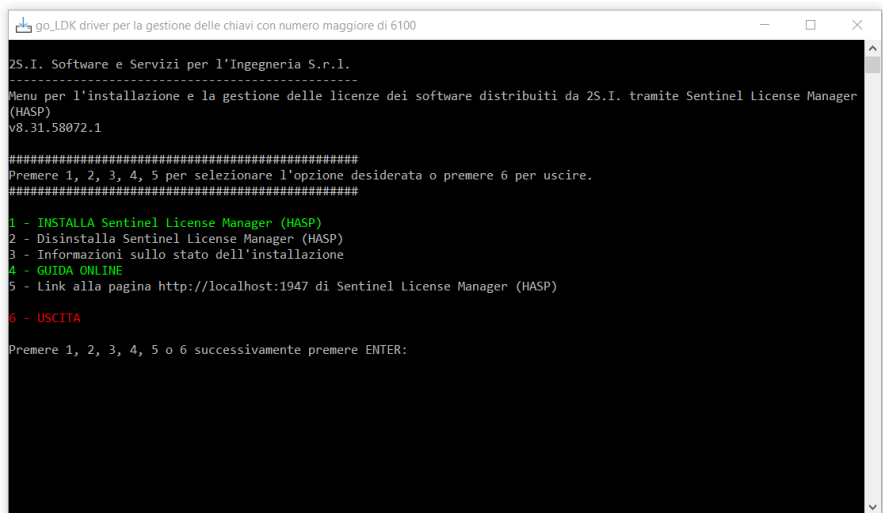 go_LDK driver per la gestione delle chiavi con numero maggiore di 6100
2S.I. Software e Servizi per l'Ingegneria S.r.l.
-------------------------------------------------
Menu per l'installazione e la gestione delle licenze dei software distribuiti da 2S.I. tramite Sentinel License Manager
(HASP)
v8.31.58072.1
#################################################
Premere 1, 2, 3, 4, 5 per selezionare l'opzione desiderata o premere 6 per uscire.
#################################################
1 - INSTALLA Sentinel License Manager (HASP)
2 - Disinstalla Sentinel License Manager (HASP)
3 - Informazioni sullo stato dell'installazione
4 - GUIDA ONLINE
5 - Link alla pagina http://localhost:1947 di Sentinel License Manager (HASP)
6 - USCITA
Premere 1, 2, 3, 4, 5 o 6 successivamente premere ENTER: